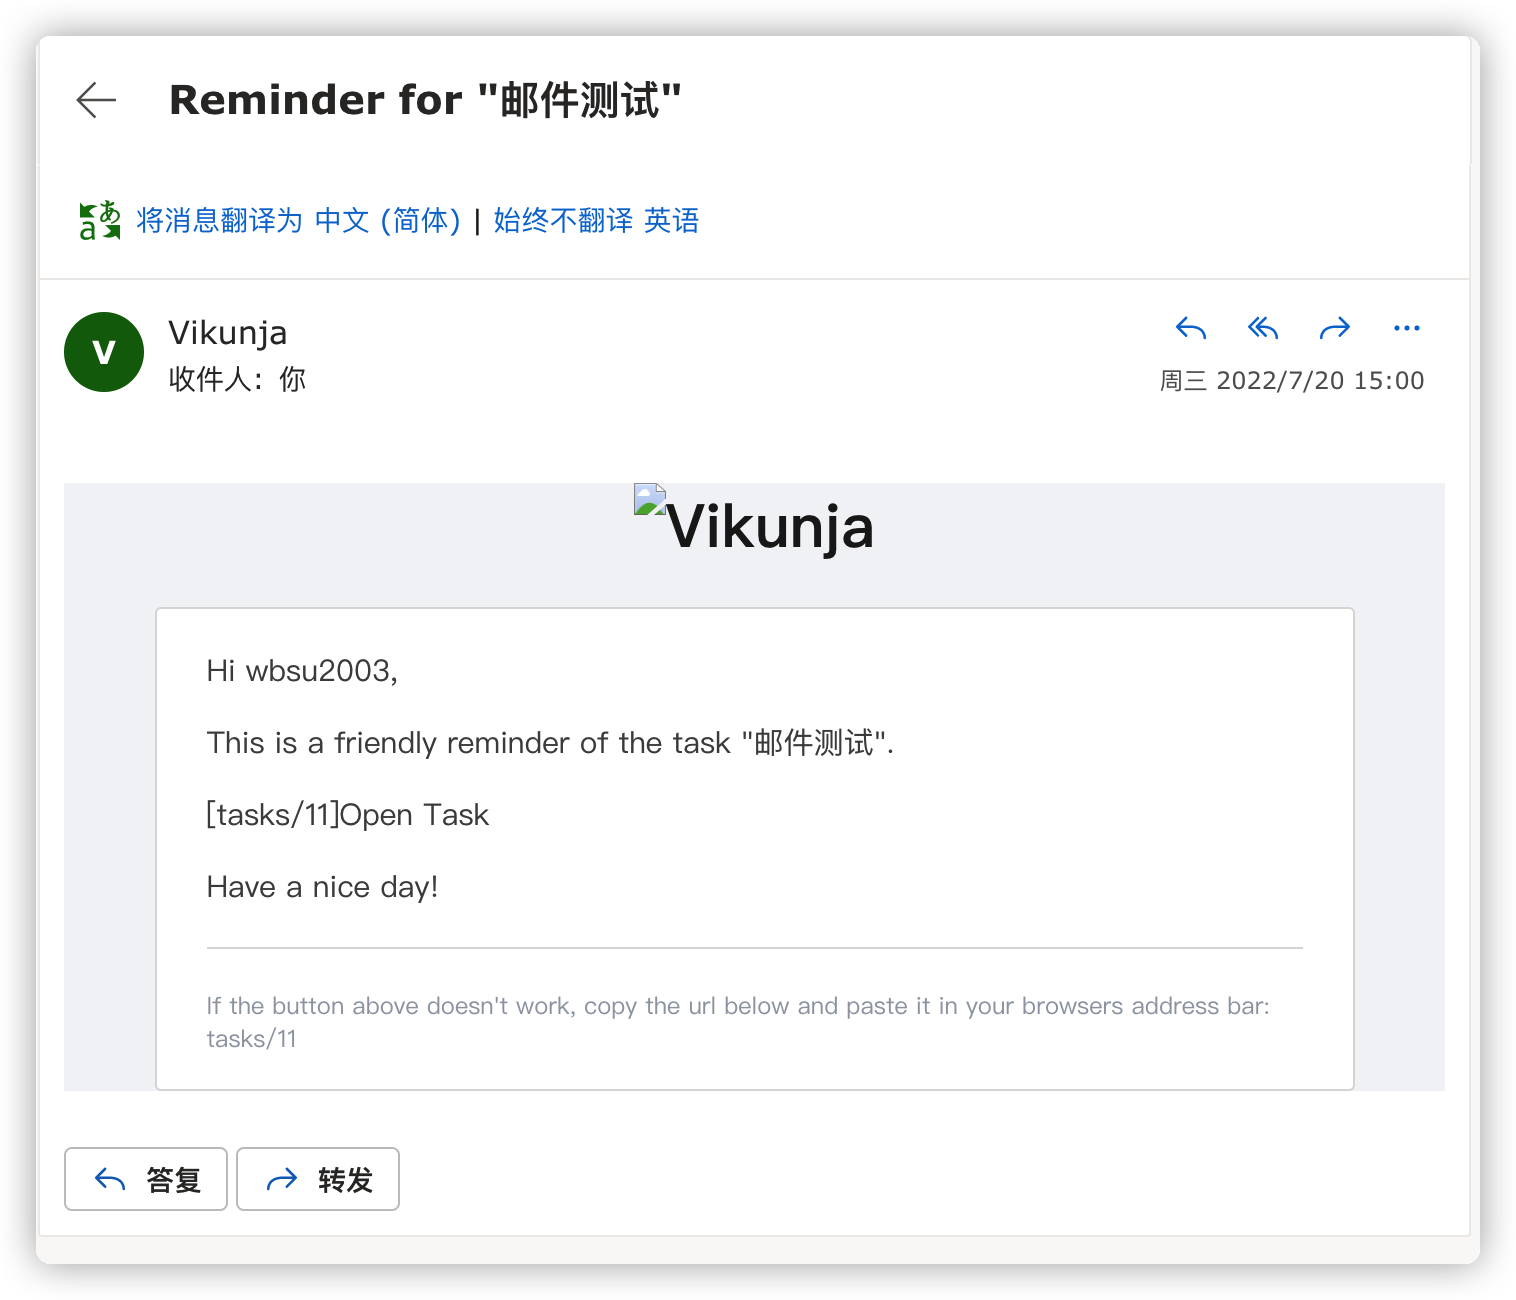 Reminder for "邮件测试"
将消息翻译为 中文 (简体) | 始终不翻译 英语
V
Vikunja
收件人：你
周三 2022/7/20 15:00
Vikunja
Hi wbsu2003,
This is a friendly reminder of the task "邮件测试".
[tasks/11]Open Task
Have a nice day!
If the button above doesn't work, copy the url below and paste it in your browsers address bar:
tasks/11
答复 转发